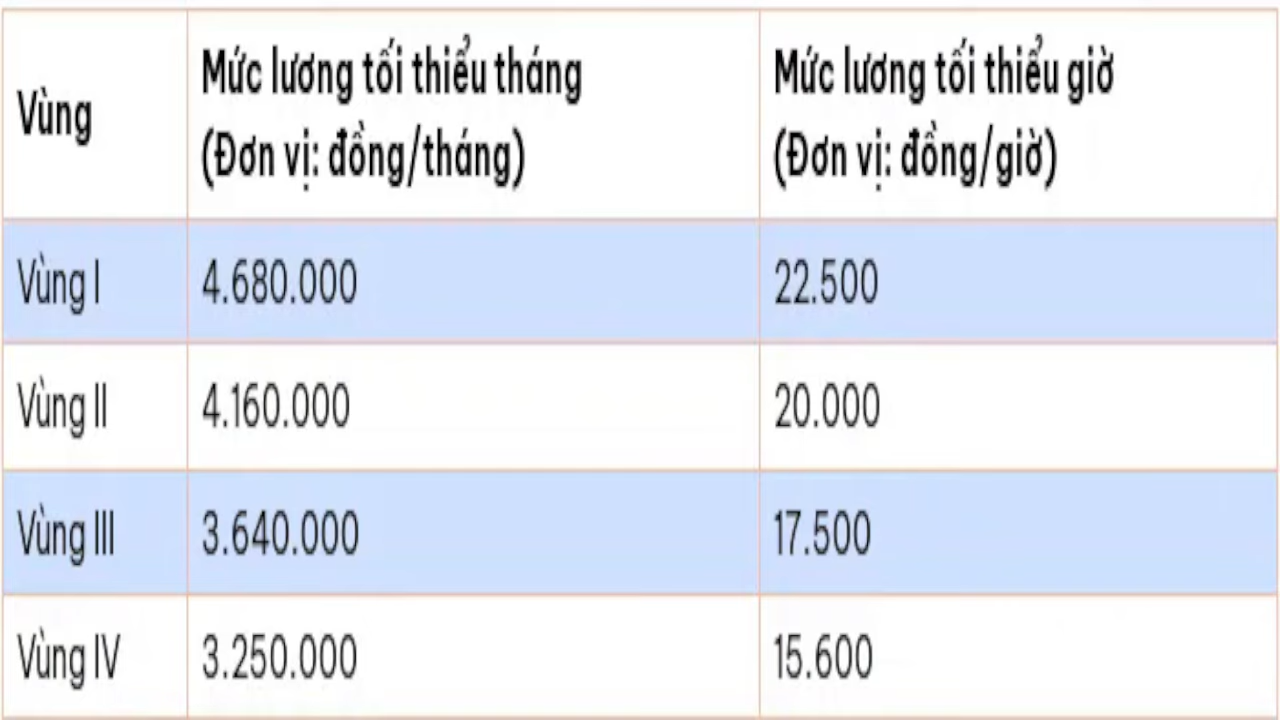 Vùng
Mức lương tối thiểu tháng
(Đơn vị: đồng/tháng)
Mức lương tối thiểu giờ
(Đơn vị: đồng/giờ)
Vùng I 4.680.000 22.500
Vùng II 4.160.000 20.000
Vùng III 3.640.000 17.500
Vùng IV 3.250.000 15.600